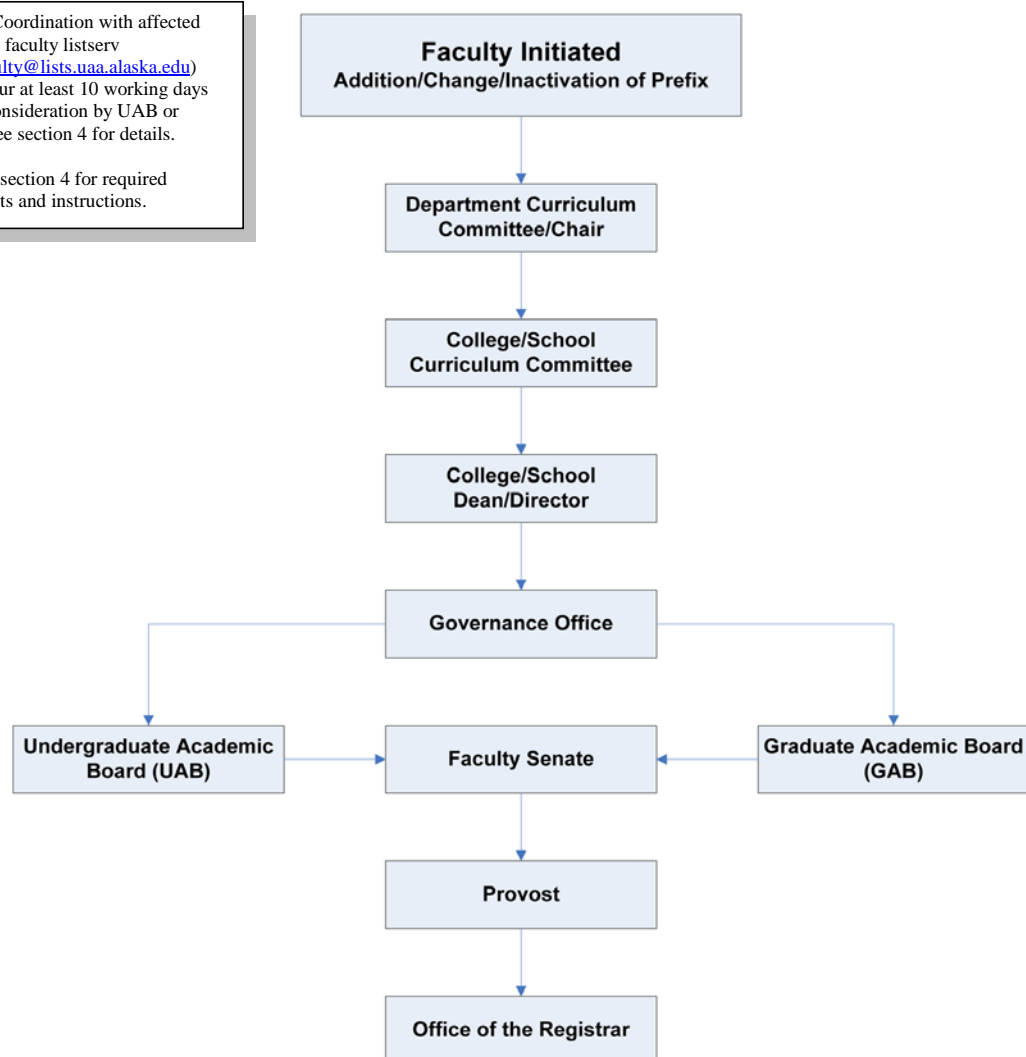 Coordination with affected
faculty listserv
ulty@lists.uaa.alaska.edu)
ur at least 10 working days
onsideration by UAB or
ee section 4 for details.
section 4 for required
ts and instructions.
Faculty Initiated
Addition/Change/Inactivation of Prefix
Department Curriculum
Committee/Chair
College/School
Curriculum Committee
College/School
Dean/Director
Governance Office
Undergraduate Academic
Board (UAB)
Faculty Senate
Graduate Academic Board
(GAB)
Provost
Office of the Registrar